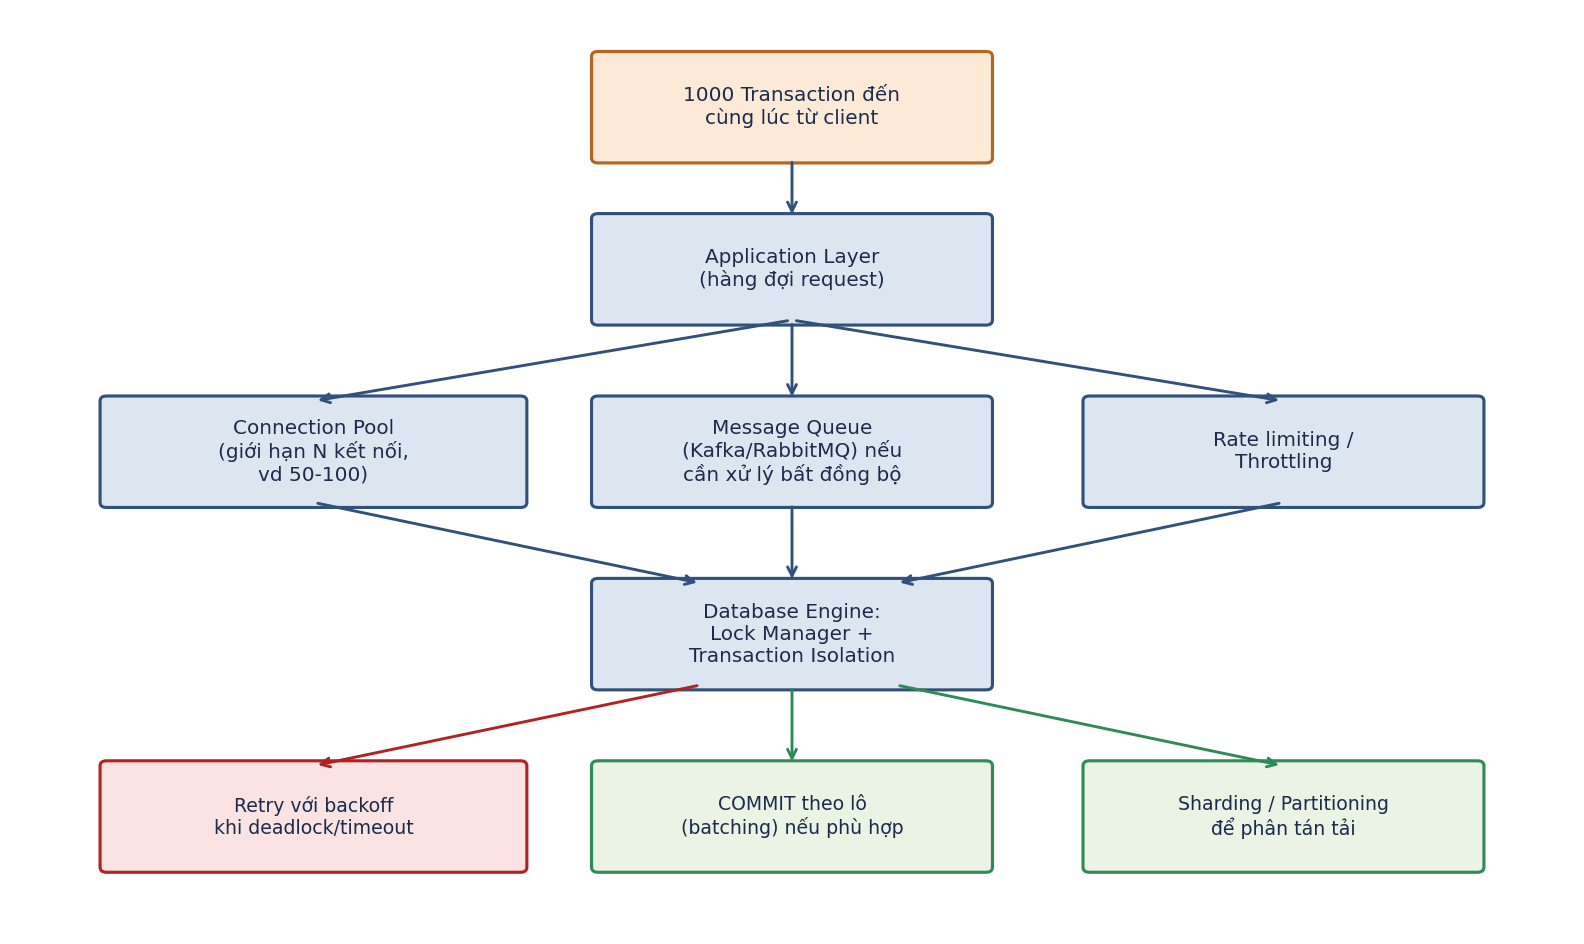 1000 Transaction đến
cùng lúc từ client
Application Layer
(hàng đợi request)
Connection Pool
(giới hạn N kết nối,
vd 50-100)
Message Queue
(Kafka/RabbitMQ) nếu
cần xử lý bất đồng bộ
Rate limiting /
Throttling
Database Engine:
Lock Manager +
Transaction Isolation
Retry với backoff
khi deadlock/timeout
COMMIT theo lô
(batching) nếu phù hợp
Sharding / Partitioning
để phân tán tải